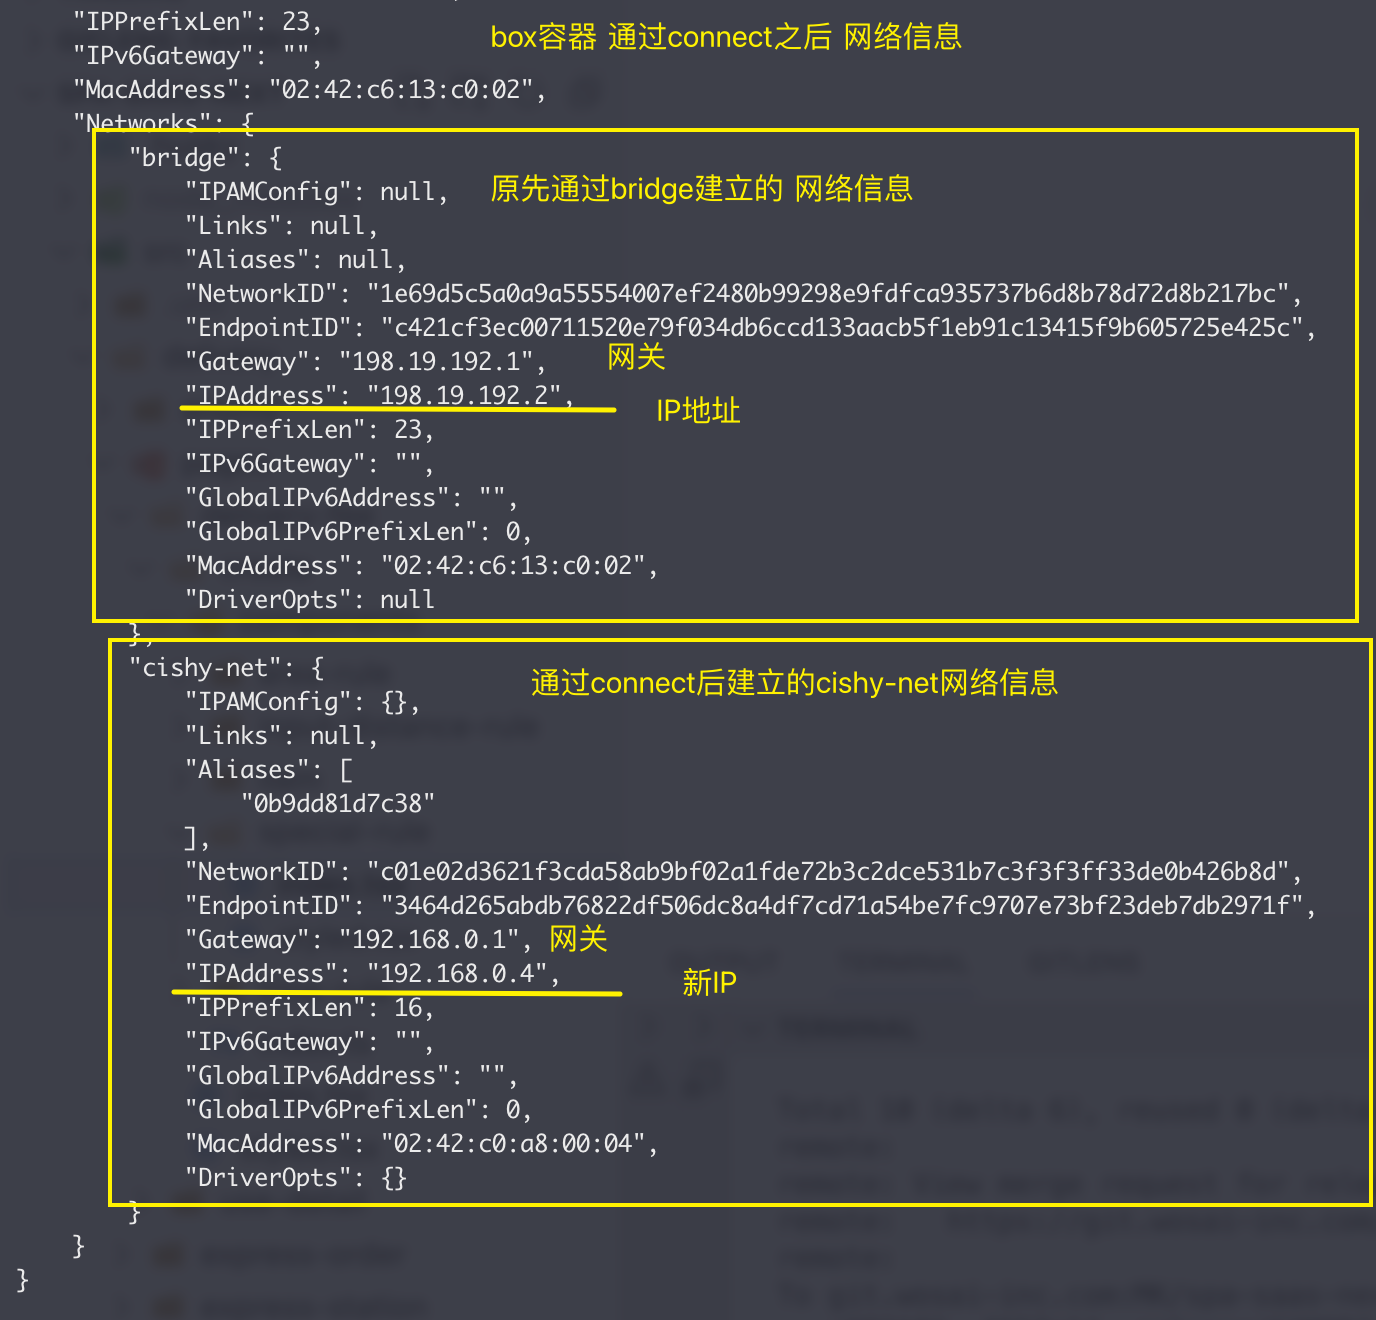 "IPPrefixLen": 23,
box容器 通过connect之后 网络信息
"IPv6Gateway": "",
"MacAddress": "02:42:c6:13:c0:02",
"Networks": {
"bridge": {
"IPAMConfig": null,
原先通过bridge建立的 网络信息
"Links": null,
"Aliases": null,
"NetworkID": "1e69d5c5a0a9a55554007ef2480b99298e9fdfca935737b6d8b78d72d8b217bc",
"EndpointID": "c421cf3ec00711520e79f034db6ccd133aacb5f1eb91c13415f9b605725e425c",
"Gateway": "198.19.192.1",
网关
"IPAddress": "198.19.192.2",
IP地址
"IPPrefixLen": 23,
"IPv6Gateway": "",
"GlobalIPv6Address": "",
"GlobalIPv6PrefixLen": 0,
"MacAddress": "02:42:c6:13:c0:02",
"DriverOpts": null
},
"cishy-net": {
通过connect后建立的cishy-net网络信息
"IPAMConfig": {},
"Links": null,
"Aliases": [
"0b9dd81d7c38"
],
"NetworkID": "c01e02d3621f3cda58ab9bf02a1fde72b3c2dce531b7c3f3f3ff33de0b426b8d",
"EndpointID": "3464d265abdb76822df506dc8a4df7cd71a54be7fc9707e73bf23deb7db2971f",
"Gateway": "192.168.0.1", 网关
"IPAddress": "192.168.0.4",
新IP
"IPPrefixLen": 16,
"IPv6Gateway": "",
"GlobalIPv6Address": "",
"GlobalIPv6PrefixLen": 0,
"MacAddress": "02:42:c0:a8:00:04",
"DriverOpts": {}
}
}
}